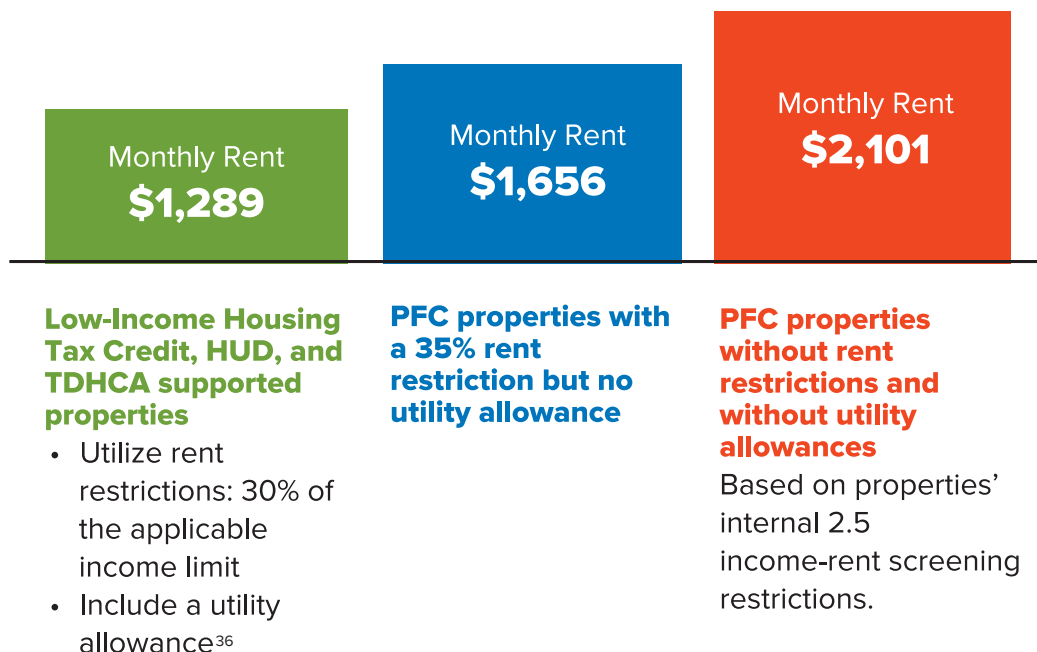 Monthly Rent
$1,289
Monthly Rent
$1,656
Monthly Rent
$2,101
Low-Income Housing
Tax Credit, HUD, and
TDHCA supported
properties
• Utilize rent
restrictions: 30% of
the applicable
income limit
• Include a utility
allowance36
PFC properties with
a 35% rent
restriction but no
utility allowance
PFC properties
without rent
restrictions and
without utility
allowances
Based on properties’
internal 2.5
income-rent screening
restrictions.